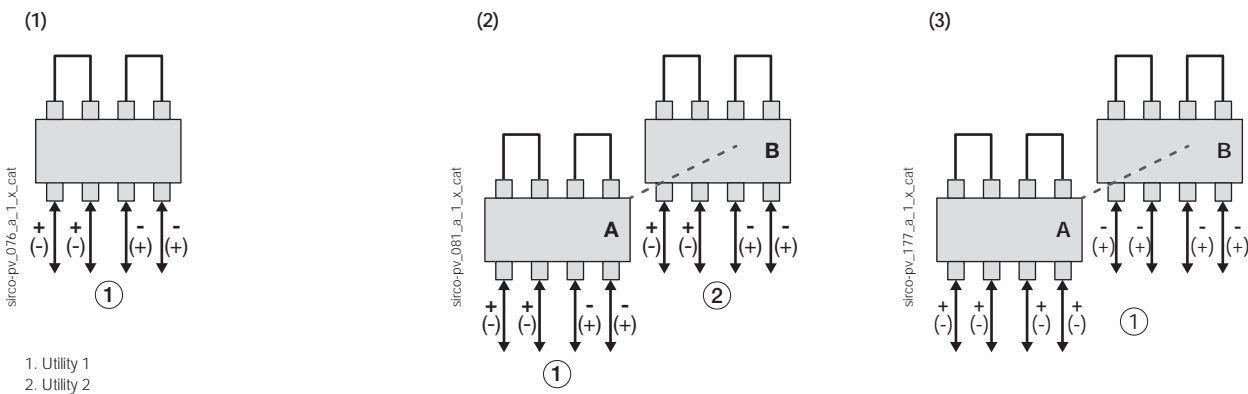 (1)
sirco-pv_076_a_1_x_cat
+ + - -
(-) (-) (+) (+)
1
1. Utility 1
2. Utility 2
(2)
sirco-pv_081_a_1_x_cat
B
+ + - -
(-) (-) (+) (+)
2
A
+ + - -
(-) (-) (+) (+)
1
(3)
sirco-pv_177_a_1_x_cat
B
- - - -
(+) (+) (+) (+)
A
+ + + +
(-) (-) (-) (-)
1